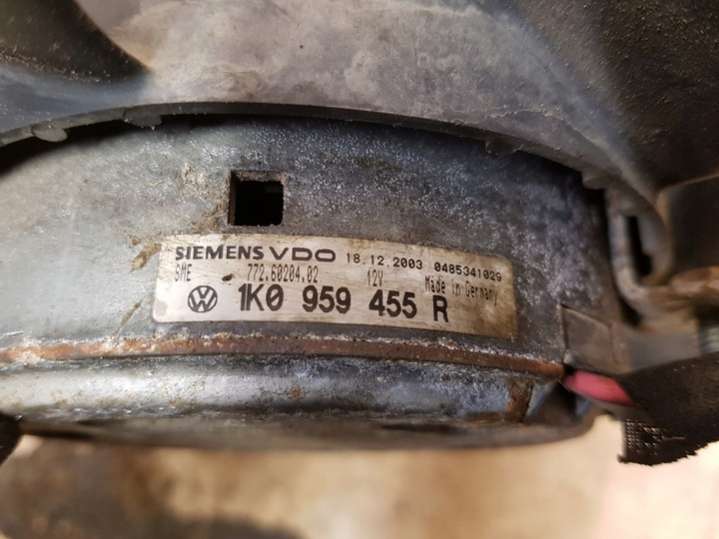 SIEMENS VDO 18.12.2003 0485341029
SME 772.60204.02 12V Made in Germany
1K0 959 455 R